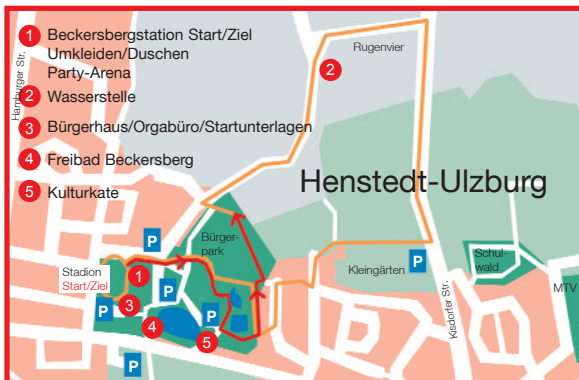 1 Beckersbergstation Start/Ziel
Umkleiden/Duschen
Party-Arena
2 Wasserstelle
3 Bürgerhaus/Orgabüro/Startunterlagen
4 Freibad Beckersberg
5 Kulturkate
Hamburger Str.
Rugenvier
2
Henstedt-Ulzburg
Bürger-
park
P
Stadion
Start/Ziel
1
P
P
3
P
4
5
P
Kleingärten
P
Kisdorfer Str.
Schul-
wald
MTV